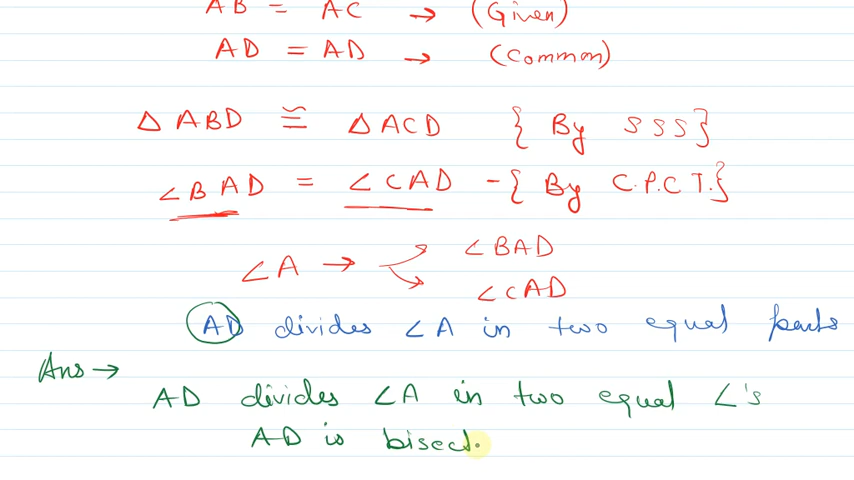 AB = AC → (Given)
AD = AD → (Common)
△ ABD ≅ △ ACD { By SSS}
∠BAD = ∠CAD -{ By C.P.C T.}
∠BAD
∠A →
∠CAD
AD divides ∠A in two equal parts
Ans →
AD divides ∠A in two equal ∠'s
AD is bisect